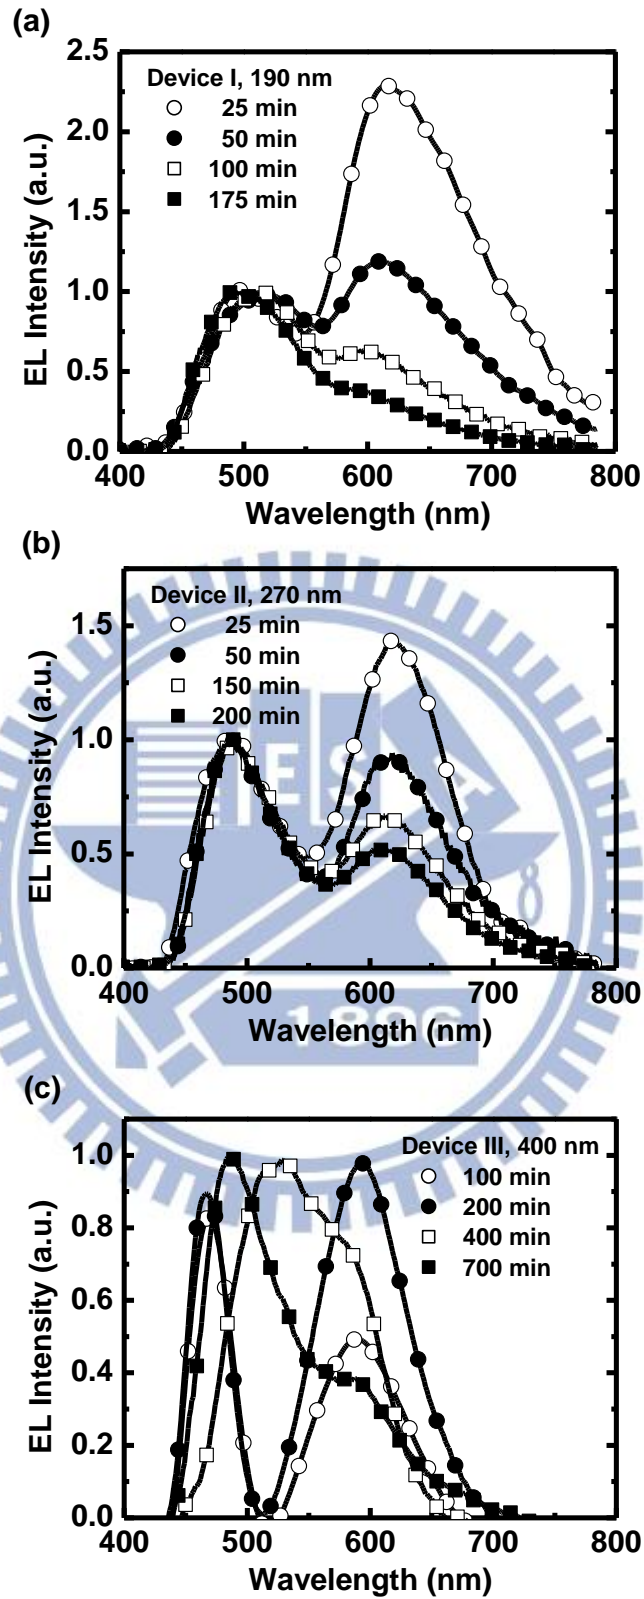 (a)
2.5
2.0
1.5
1.0
0.5
0.0
EL Intensity (a.u.)
Device I, 190 nm
25 min
50 min
100 min
175 min
400 500 600 700 800
Wavelength (nm)
(b)
1.5
1.0
0.5
0.0
EL Intensity (a.u.)
Device II, 270 nm
25 min
50 min
150 min
200 min
E S A
1896
400 500 600 700 800
Wavelength (nm)
(c)
1.0
0.8
0.6
0.4
0.2
0.0
EL Intensity (a.u.)
Device III, 400 nm
100 min
200 min
400 min
700 min
400 500 600 700 800
Wavelength (nm)